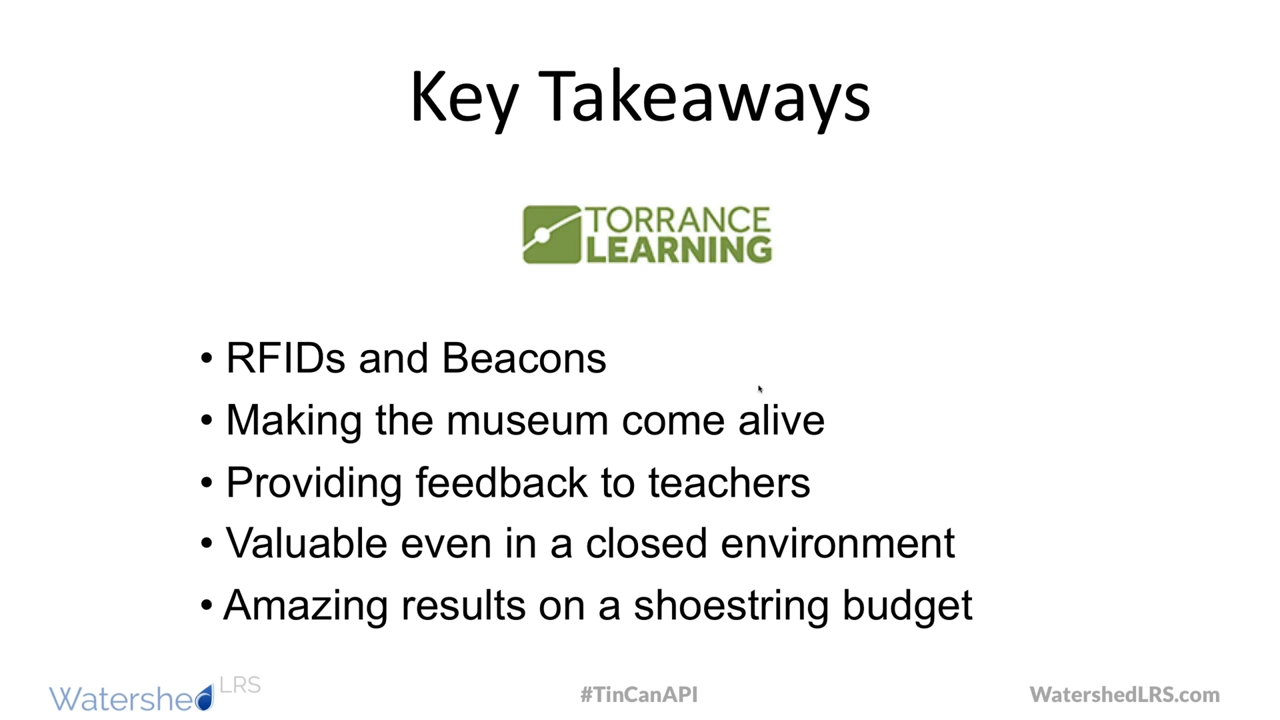 Key Takeaways
TORRANCE
LEARNING
• RFIDs and Beacons
• Making the museum come alive
• Providing feedback to teachers
• Valuable even in a closed environment
• Amazing results on a shoestring budget
Watershed LRS
#TinCanAPI
WatershedLRS.com